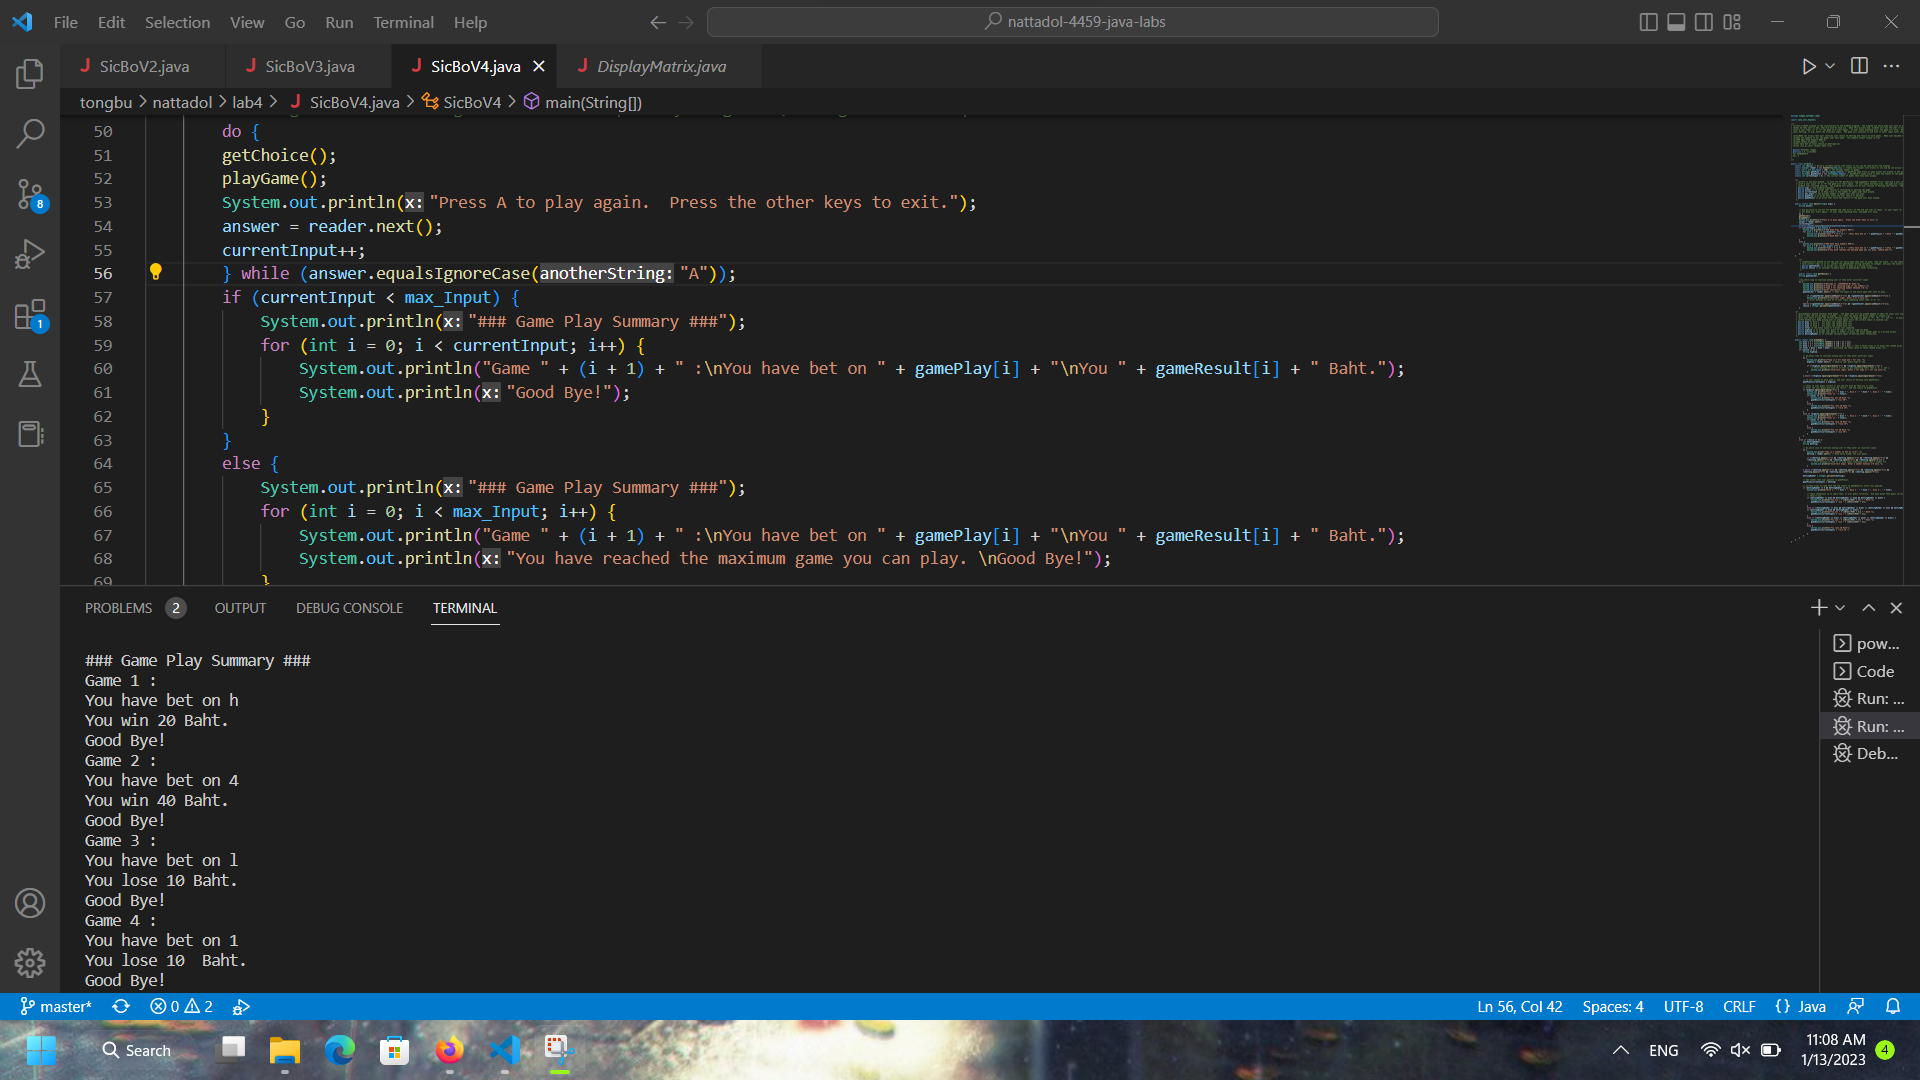 File Edit Selection View Go Run Terminal Help
nattadol-4459-java-labs
J SicBoV2.java J SicBoV3.java J SicBoV4.java J DisplayMatrix.java
tongbu > nattadol > lab4 > J SicBoV4.java > SicBoV4 > main(String[])
50 do {
51 getChoice();
52 playGame();
53 System.out.println(x: "Press A to play again.  Press the other keys to exit.");
54 answer = reader.next();
55 currentInput++;
56 } while (answer.equalsIgnoreCase(anotherString: "A"));
57 if (currentInput < max_Input) {
58 System.out.println(x: "### Game Play Summary ###");
59 for (int i = 0; i < currentInput; i++) {
60 System.out.println("Game " + (i + 1) + " :\nYou have bet on " + gamePlay[i] + "\nYou " + gameResult[i] + " Baht.");
61 System.out.println(x: "Good Bye!");
62 }
63 }
64 else {
65 System.out.println(x: "### Game Play Summary ###");
66 for (int i = 0; i < max_Input; i++) {
67 System.out.println("Game " + (i + 1) + " :\nYou have bet on " + gamePlay[i] + "\nYou " + gameResult[i] + " Baht.");
68 System.out.println(x: "You have reached the maximum game you can play. \nGood Bye!");
69 }
PROBLEMS 2 OUTPUT DEBUG CONSOLE TERMINAL
### Game Play Summary ###
Game 1 :
You have bet on h
You win 20 Baht.
Good Bye!
Game 2 :
You have bet on 4
You win 40 Baht.
Good Bye!
Game 3 :
You have bet on l
You lose 10 Baht.
Good Bye!
Game 4 :
You have bet on 1
You lose 10  Baht.
Good Bye!
pow...
Code
Run: ...
Run: ...
Deb...
8
1
master* 0 2 Ln 56, Col 42 Spaces: 4 UTF-8 CRLF {} Java
Search ENG 11:08 AM
1/13/2023 4